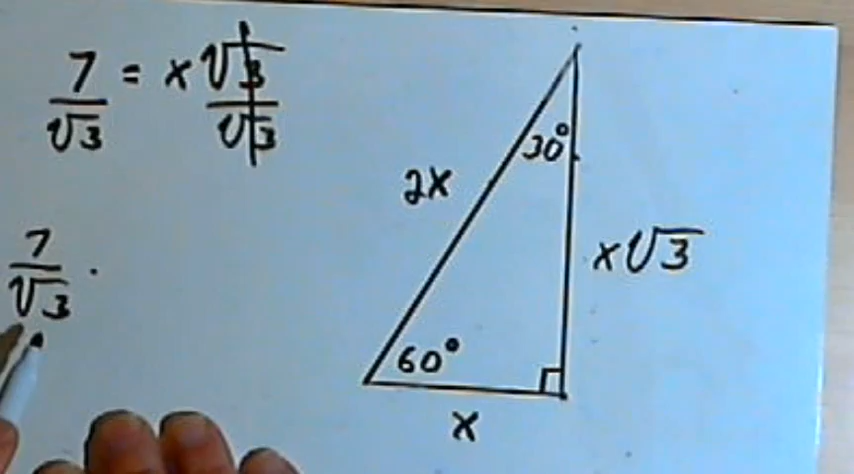 7/√3 = x√3/√3
7/√3 ·
30°
2x
x√3
60°
x